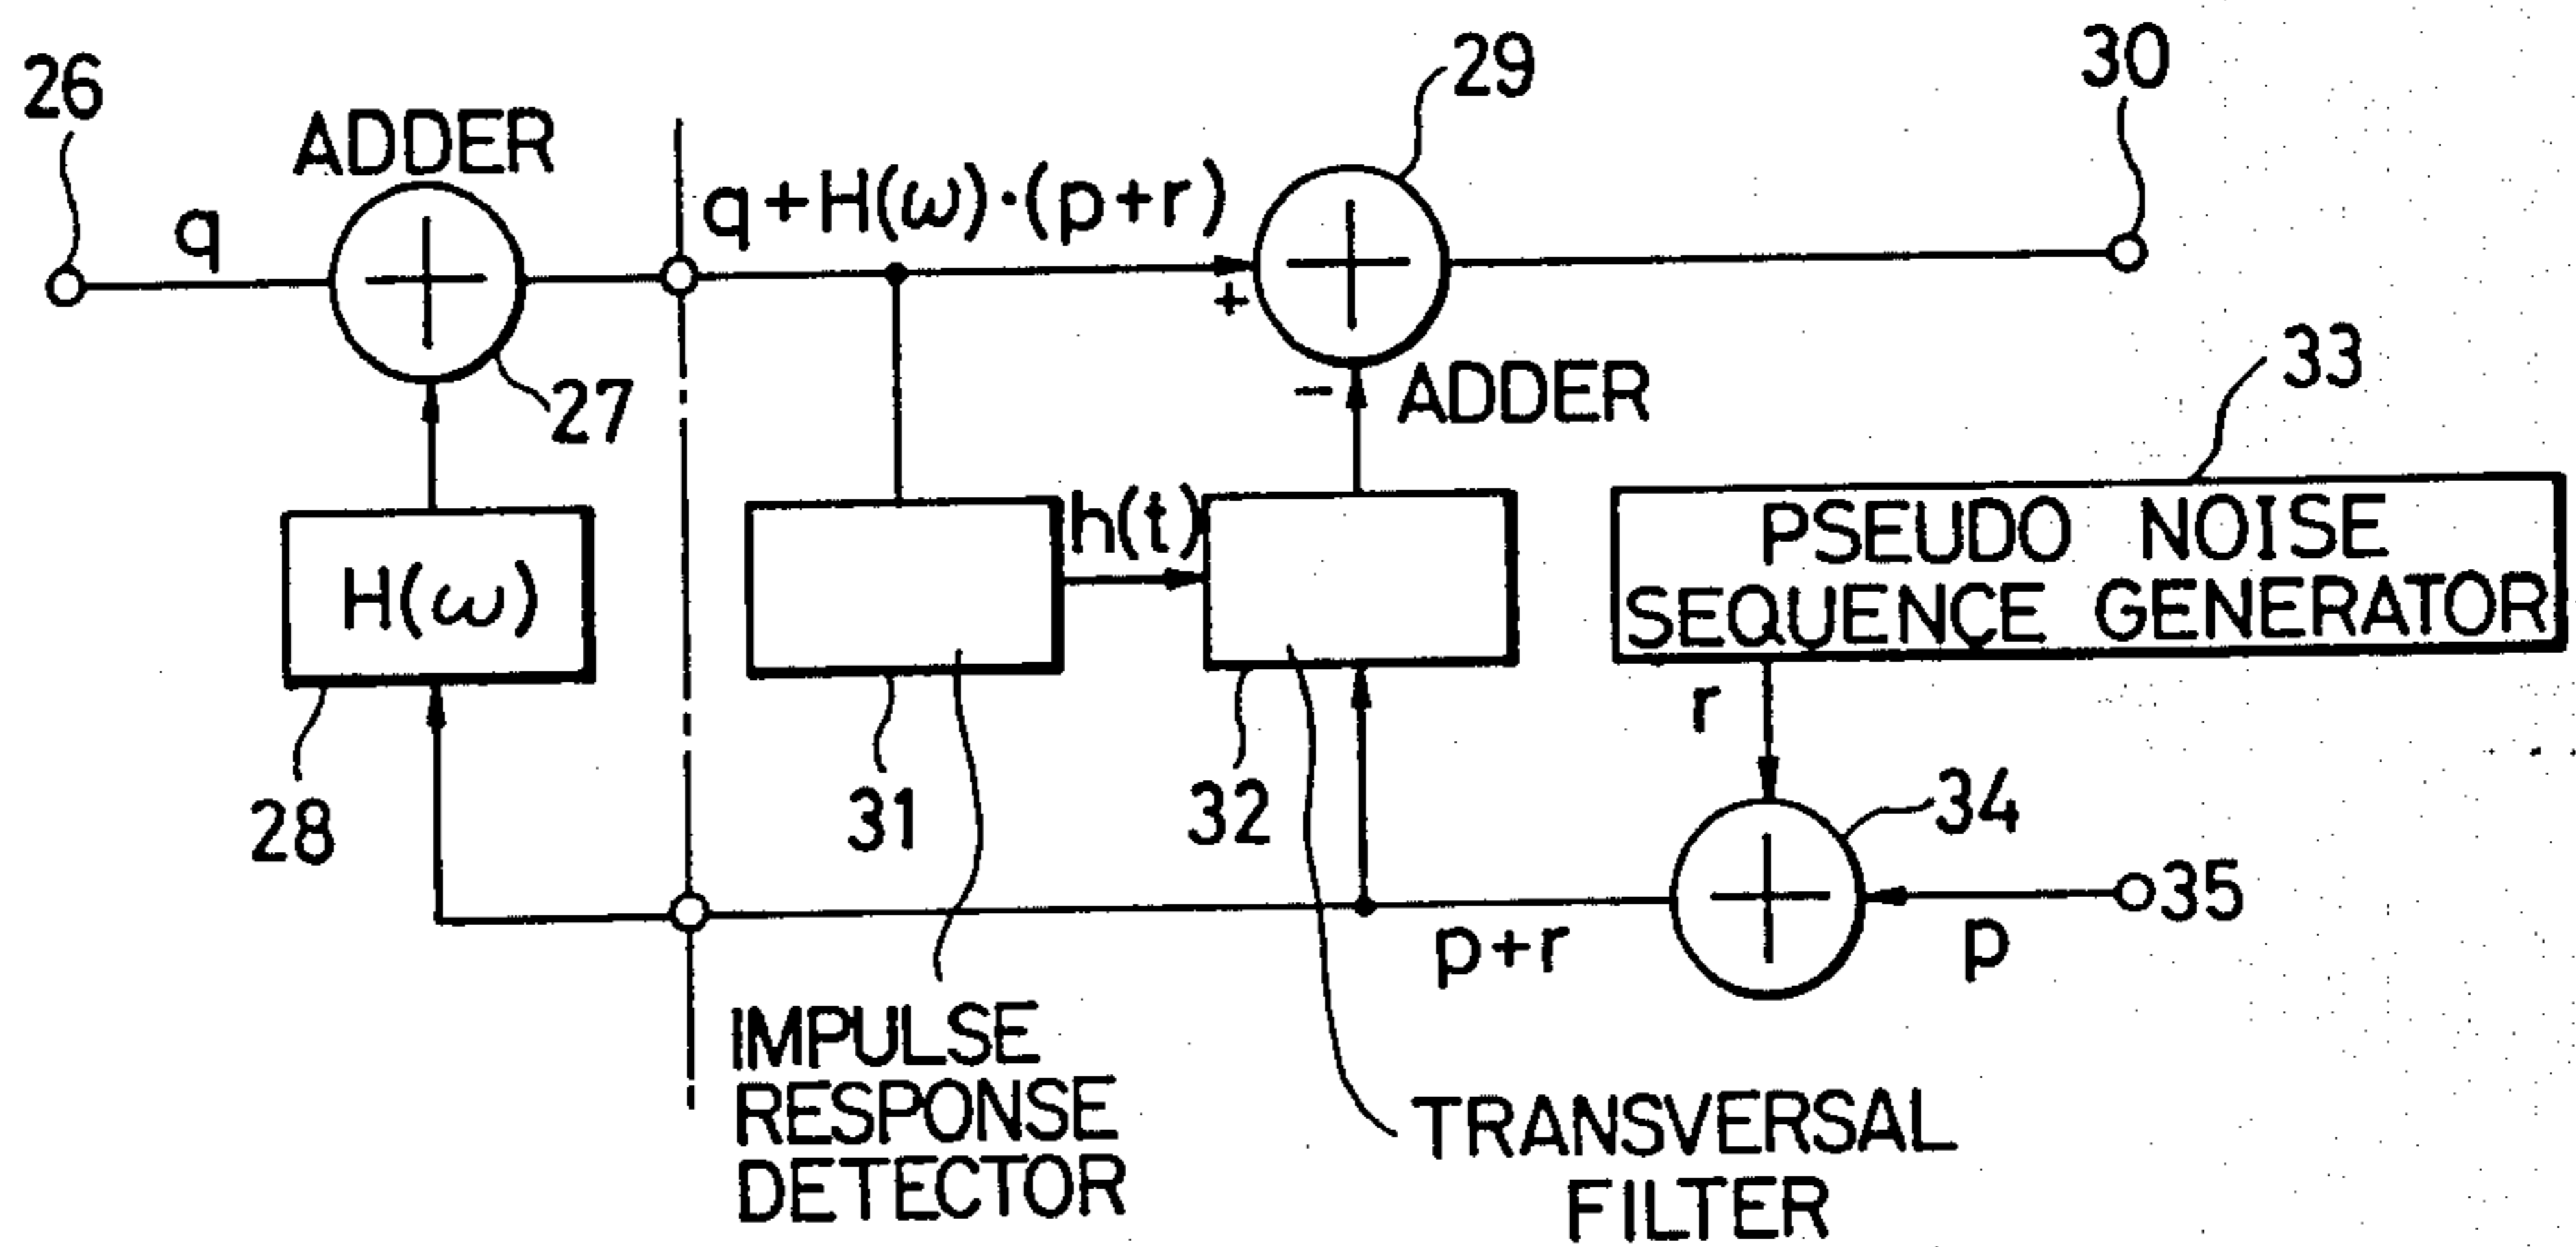 26
q
ADDER
27
q+H(ω)·(p+r)
+
29
30
-
ADDER
33
H(ω)
28
h(t)
31
32
PSEUDO NOISE
SEQUENCE GENERATOR
r
34
35
p
p+r
IMPULSE
RESPONSE
DETECTOR
TRANSVERSAL
FILTER